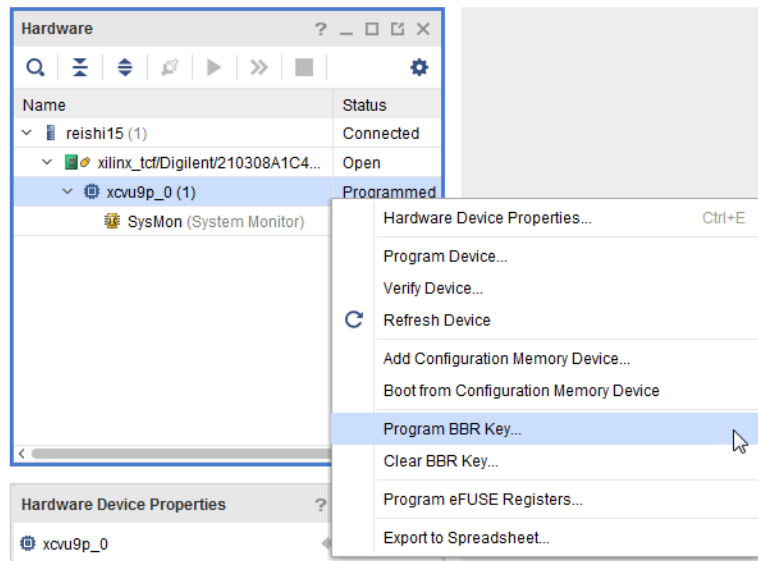 Hardware
Name Status
reishi15 (1) Connected
xilinx_tcf/Digilent/210308A1C4... Open
xcvu9p_0 (1) Programmed
SysMon (System Monitor)
Hardware Device Properties... Ctrl+E
Program Device...
Verify Device...
Refresh Device
Add Configuration Memory Device...
Boot from Configuration Memory Device
Program BBR Key...
Clear BBR Key...
Program eFUSE Registers...
Export to Spreadsheet...
Hardware Device Properties
xcvu9p_0